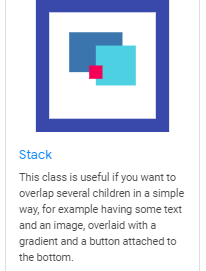 Stack
This class is useful if you want to
overlap several children in a simple
way, for example having some text
and an image, overlaid with a
gradient and a button attached to
the bottom.